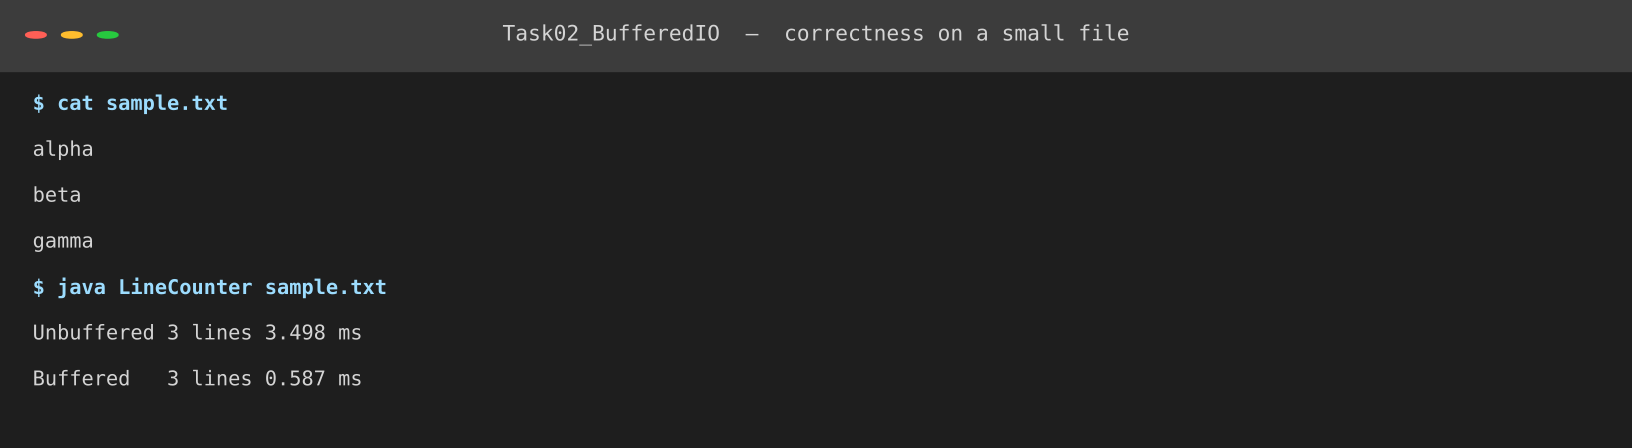 Task02_BufferedIO  —  correctness on a small file
$ cat sample.txt
alpha
beta
gamma
$ java LineCounter sample.txt
Unbuffered 3 lines 3.498 ms
Buffered   3 lines 0.587 ms